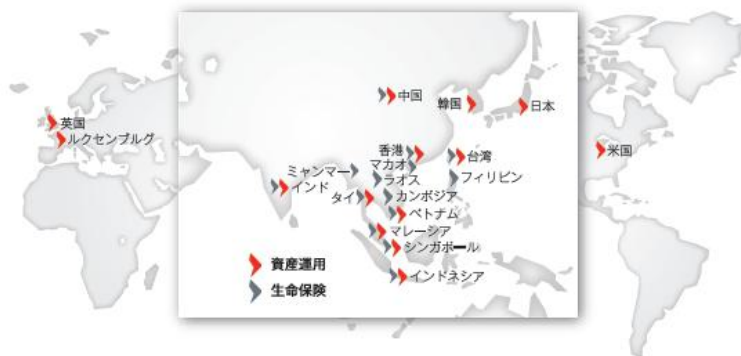 中国
韓国
日本
英国
ルクセンブルグ
香港
台湾
米国
マカオ
ミャンマー
ラオス
フィリピン
インド
タイ
カンボジア
ベトナム
マレーシア
シンガポール
資産運用
インドネシア
生命保険